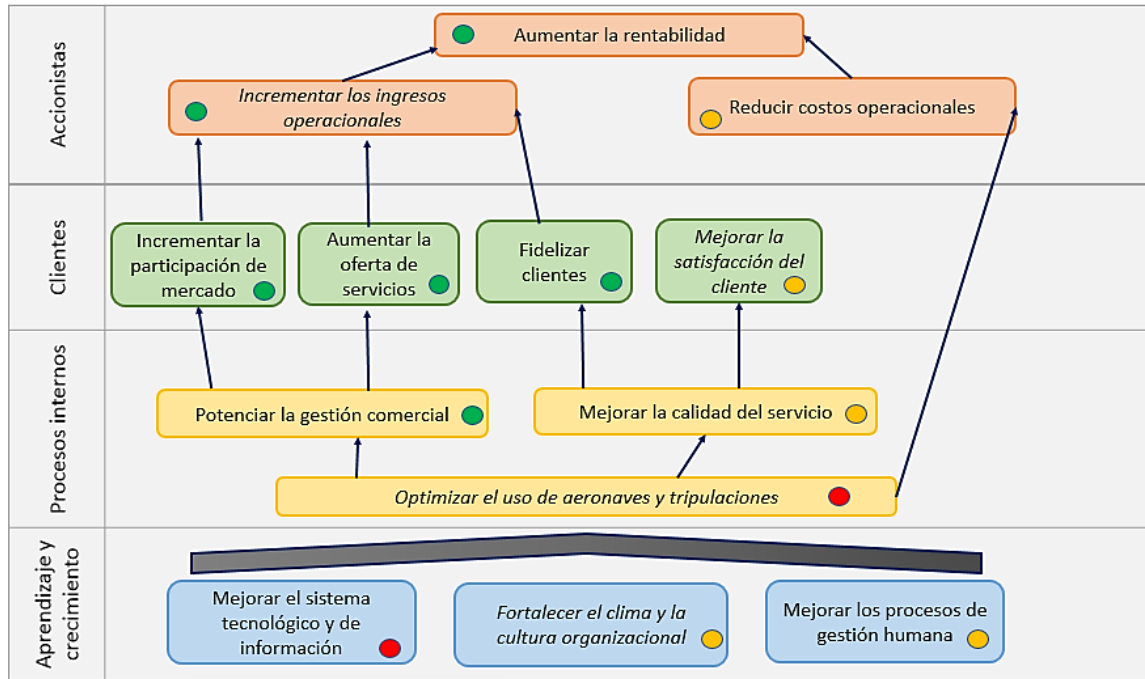 Accionistas
Aumentar la rentabilidad
Incrementar los ingresos
operacionales
Reducir costos operacionales
Clientes
Incrementar la
participación de
mercado
Aumentar la
oferta de
servicios
Fidelizar
clientes
Mejorar la
satisfacción del
cliente
Procesos internos
Potenciar la gestión comercial
Mejorar la calidad del servicio
Optimizar el uso de aeronaves y tripulaciones
Aprendizaje y
crecimiento
Mejorar el sistema
tecnológico y de
información
Fortalecer el clima y la
cultura organizacional
Mejorar los procesos de
gestión humana